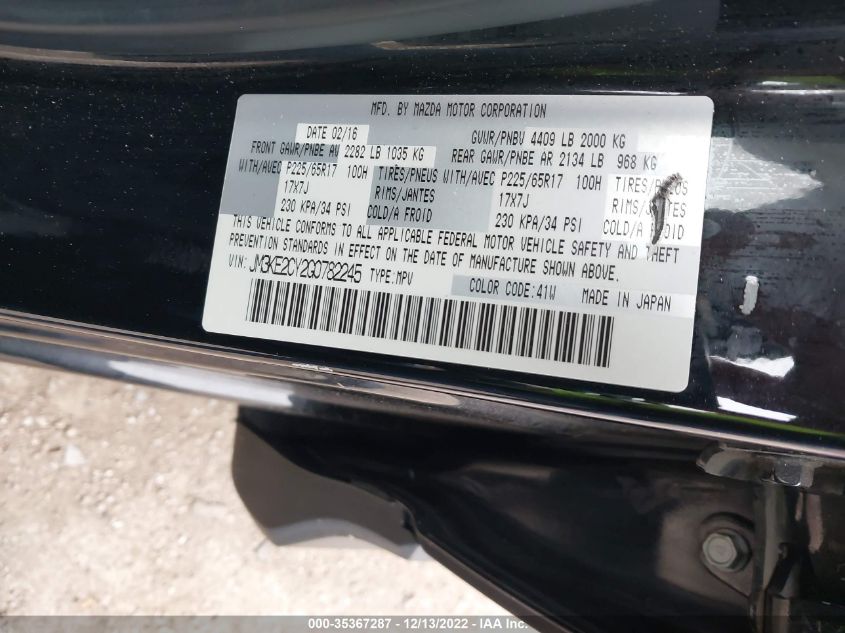 MFD. BY MAZDA MOTOR CORPORATION
DATE 02/16 GVWR/PNBV 4409 LB 2000 KG
FRONT GAWR/PNBE AV 2282 LB 1035 KG REAR GAWR/PNBE AR 2134 LB 968 KG
WITH/AVEC P225/65R17 100H TIRES/PNEUS WITH/AVEC P225/65R17 100H TIRES/PNEUS
17X7J RIMS/JANTES 17X7J RIMS/JANTES
230 KPA/34 PSI COLD/A FROID 230 KPA/34 PSI COLD/A FROID
THIS VEHICLE CONFORMS TO ALL APPLICABLE FEDERAL MOTOR VEHICLE SAFETY AND THEFT
PREVENTION STANDARDS IN EFFECT ON THE DATE OF MANUFACTURE SHOWN ABOVE.
VIN: JM3KE2CY2G0782245 TYPE: MPV
COLOR CODE:41W MADE IN JAPAN
000-35367287 - 12/13/2022 - IAA Inc.